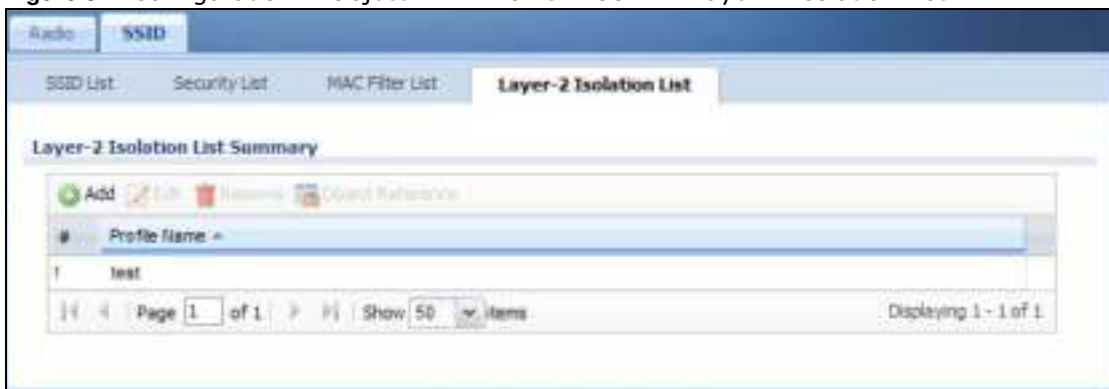 Radio SSID
SSID List Security List MAC Filter List Layer-2 Isolation List
Layer-2 Isolation List Summary
Add Edit Remove Object Reference
# Profile Name
1 test
Page 1 of 1 Show 50 items Displaying 1 - 1 of 1